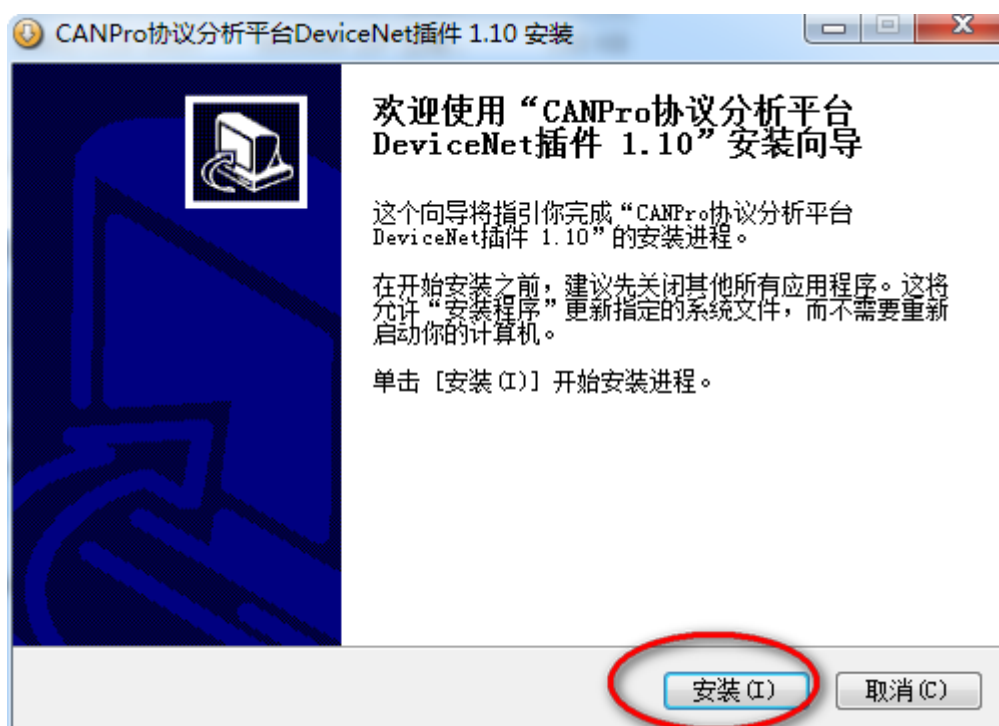 CANPro协议分析平台DeviceNet插件 1.10 安装
欢迎使用“CANPro协议分析平台
DeviceNet插件 1.10”安装向导
这个向导将指引你完成“CANPro协议分析平台
DeviceNet插件 1.10”的安装进程。
在开始安装之前，建议先关闭其他所有应用程序。这将
允许“安装程序”更新指定的系统文件，而不需要重新
启动你的计算机。
单击 [安装(I)] 开始安装进程。
安装(I)
取消(C)